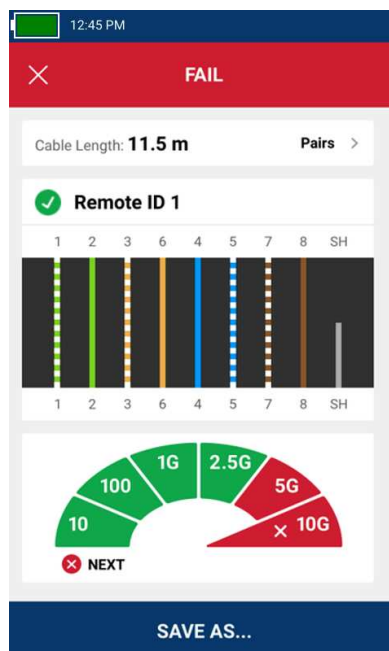 12:45 PM
FAIL
Cable Length: 11.5 m Pairs >
Remote ID 1
1 2 3 6 4 5 7 8 SH
1 2 3 6 4 5 7 8 SH
10 100 1G 2.5G 5G 10G
NEXT
SAVE AS...